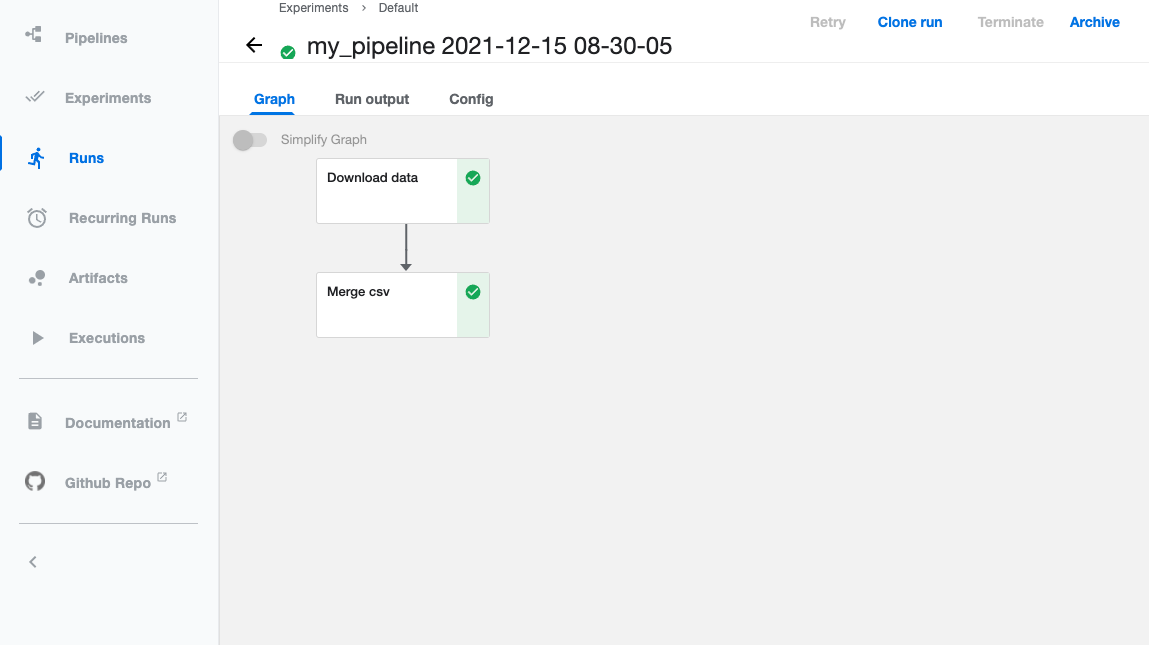 Experiments › Default
my_pipeline 2021-12-15 08-30-05
Retry
Clone run
Terminate
Archive
Pipelines
Experiments
Runs
Recurring Runs
Artifacts
Executions
Documentation
Github Repo
Graph
Run output
Config
Simplify Graph
Download data
Merge csv